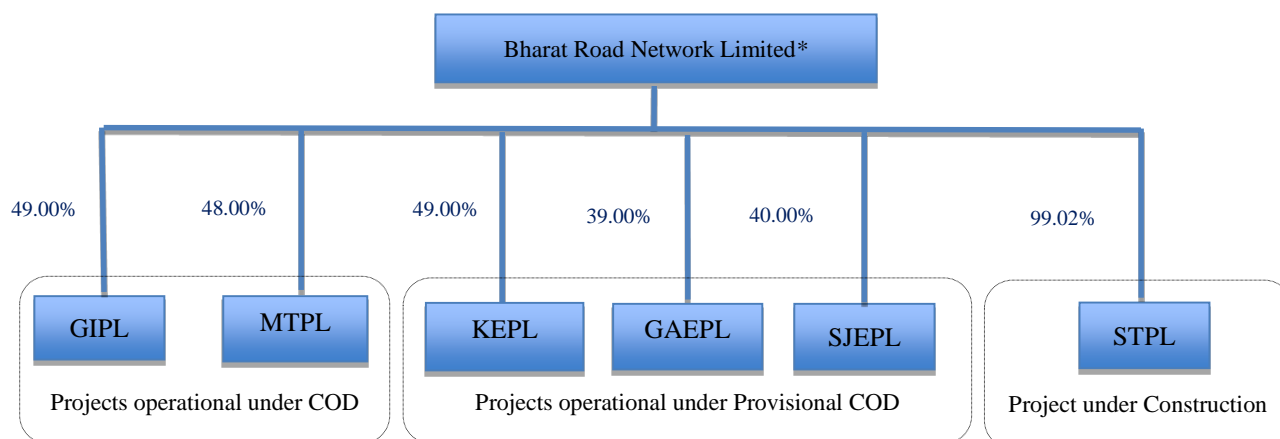 Bharat Road Network Limited*
49.00%
48.00%
49.00%
39.00%
40.00%
99.02%
GIPL
MTPL
KEPL
GAEPL
SJEPL
STPL
Projects operational under COD
Projects operational under Provisional COD
Project under Construction